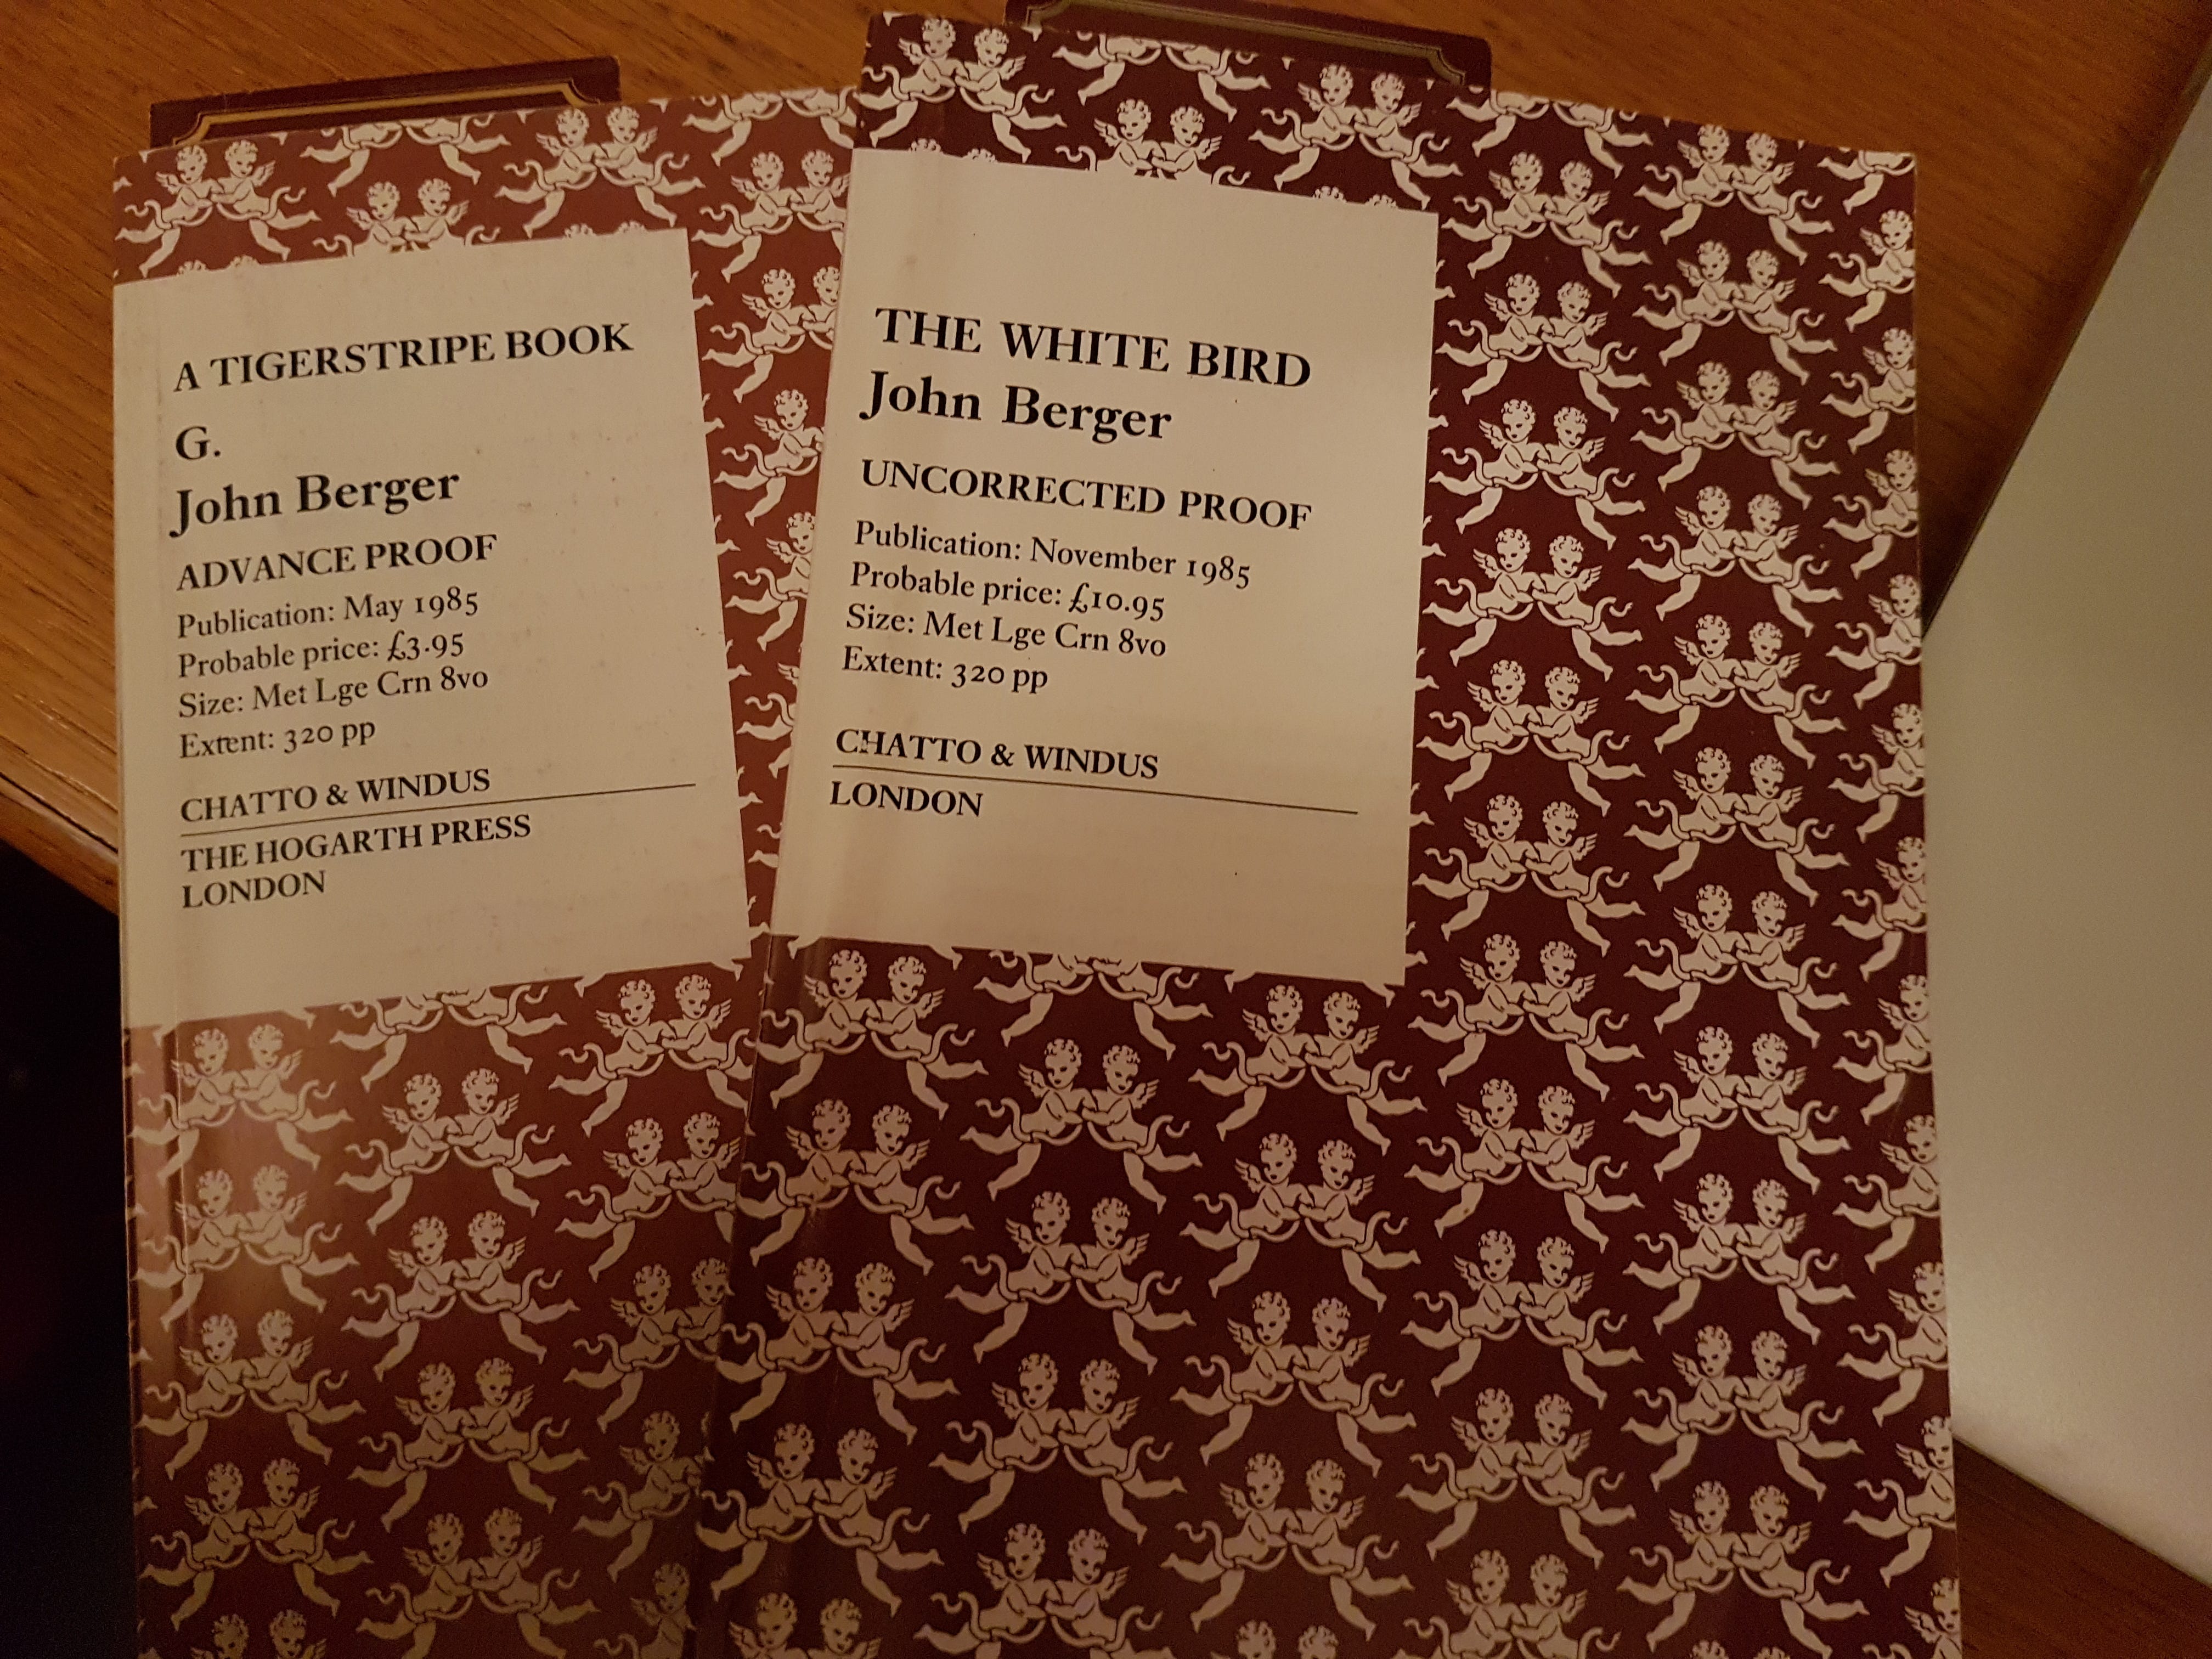 A TIGERSTRIPE BOOK
G.
John Berger
ADVANCE PROOF
Publication: May 1985
Probable price: £3·95
Size: Met Lge Crn 8vo
Extent: 320 pp
CHATTO & WINDUS
THE HOGARTH PRESS
LONDON
THE WHITE BIRD
John Berger
UNCORRECTED PROOF
Publication: November 1985
Probable price: £10.95
Size: Met Lge Crn 8vo
Extent: 320 pp
CHATTO & WINDUS
LONDON